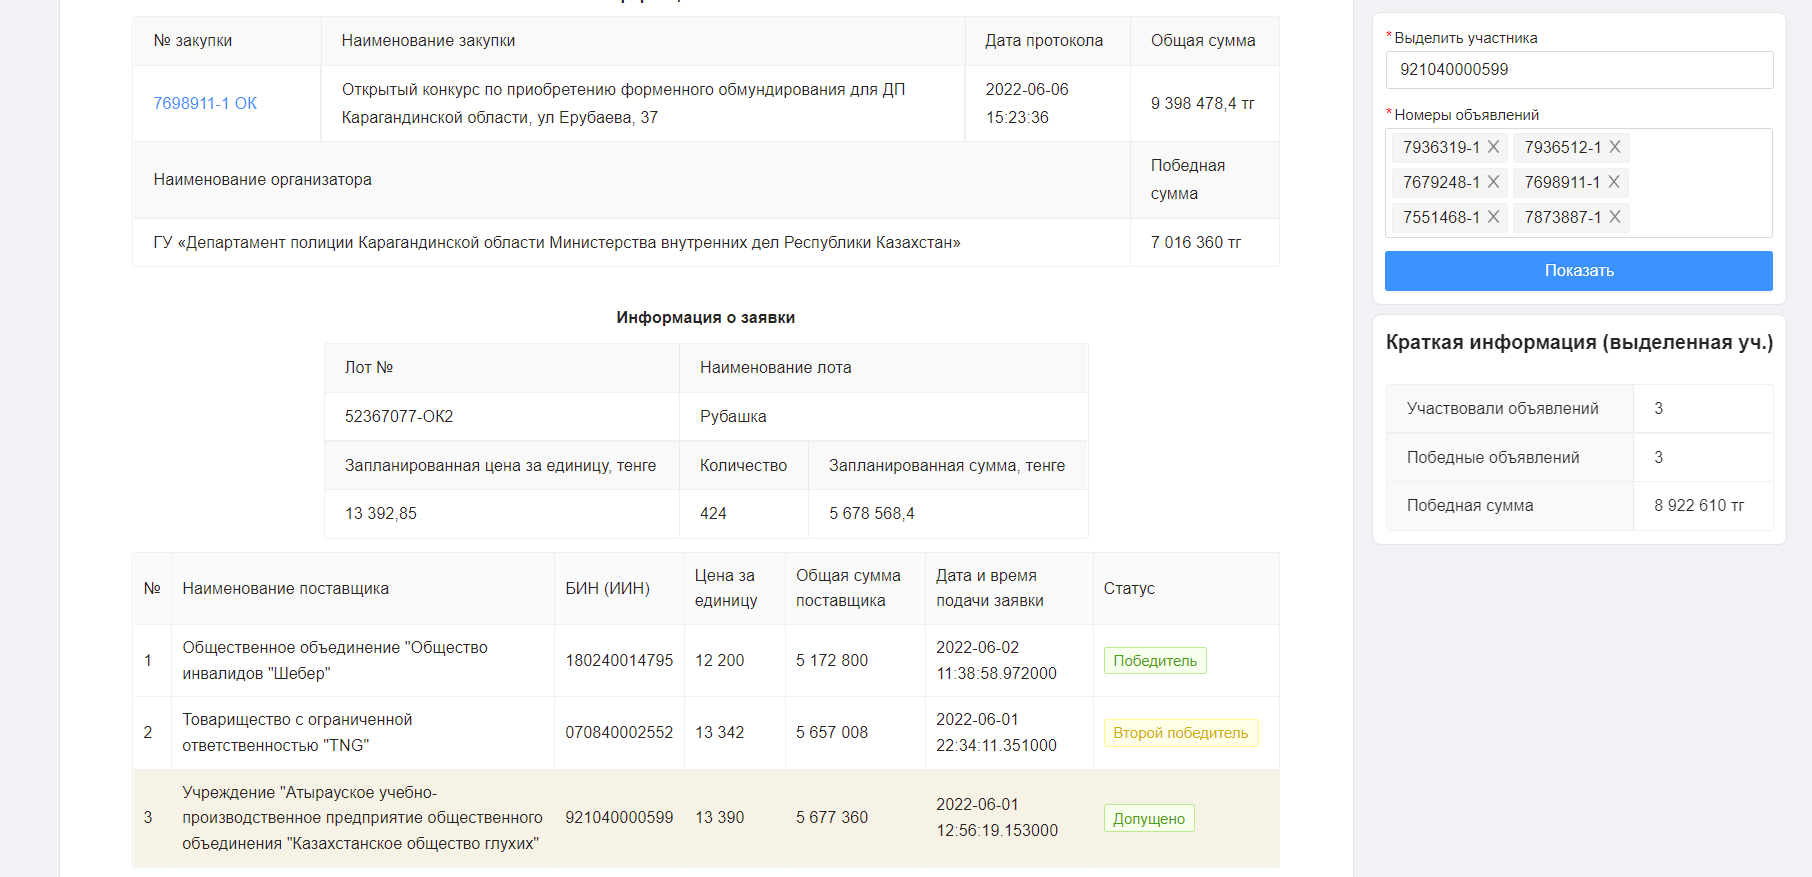 № закупки
Наименование закупки
Дата протокола
Общая сумма
7698911-1 ОК
Открытый конкурс по приобретению форменного обмундирования для ДП
Карагандинской области, ул Ерубаева, 37
2022-06-06
15:23:36
9 398 478,4 тг
Наименование организатора
Победная
сумма
ГУ «Департамент полиции Карагандинской области Министерства внутренних дел Республики Казахстан»
7 016 360 тг
Информация о заявки
Лот №
Наименование лота
52367077-ОК2
Рубашка
Запланированная цена за единицу, тенге
Количество
Запланированная сумма, тенге
13 392,85
424
5 678 568,4
№
Наименование поставщика
БИН (ИИН)
Цена за
единицу
Общая сумма
поставщика
Дата и время
подачи заявки
Статус
1
Общественное объединение "Общество
инвалидов "Шебер"
180240014795
12 200
5 172 800
2022-06-02
11:38:58.972000
Победитель
2
Товарищество с ограниченной
ответственностью "TNG"
070840002552
13 342
5 657 008
2022-06-01
22:34:11.351000
Второй победитель
3
Учреждение "Атырауское учебно-
производственное предприятие общественного
объединения "Казахстанское общество глухих"
921040000599
13 390
5 677 360
2022-06-01
12:56:19.153000
Допущено
* Выделить участника
921040000599
* Номеры объявлений
7936319-1
7936512-1
7679248-1
7698911-1
7551468-1
7873887-1
Показать
Краткая информация (выделенная уч.)
Участвовали объявлений
3
Победные объявлений
3
Победная сумма
8 922 610 тг